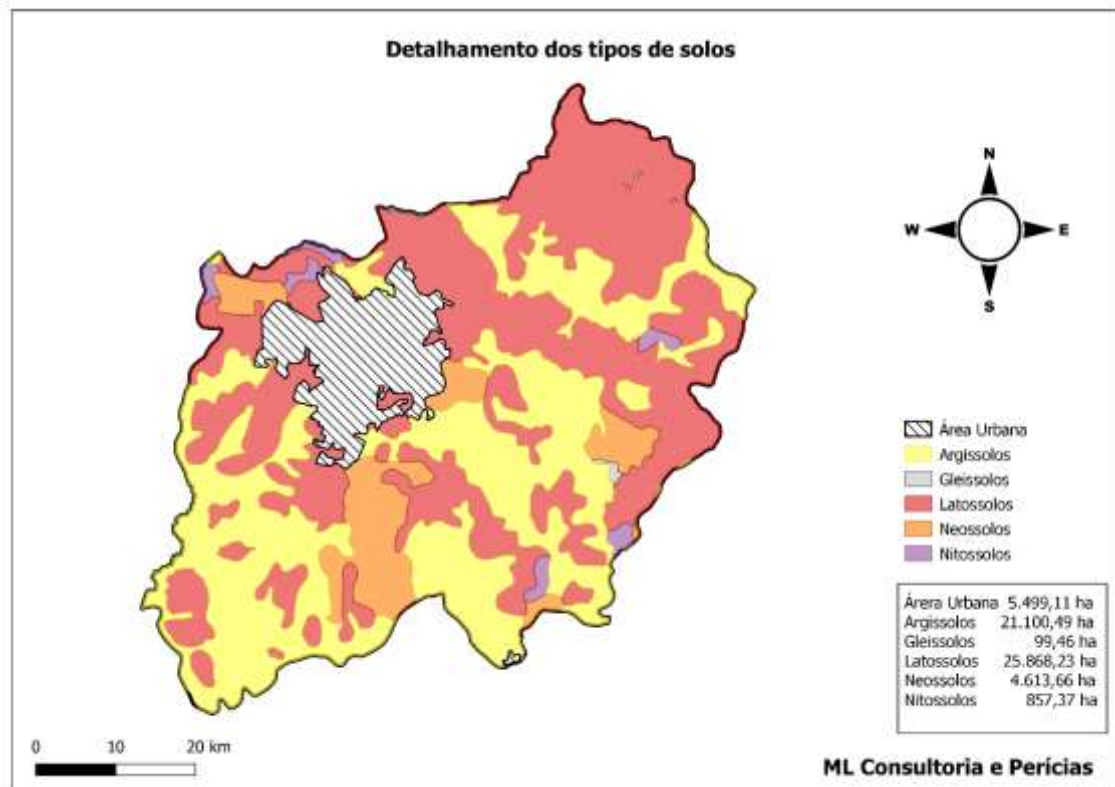 Detalhamento dos tipos de solos
N
W
E
S
Área Urbana
Argissolos
Gleissolos
Latossolos
Neossolos
Nitossolos
Árera Urbana 5.499,11 ha
Argissolos 21.100,49 ha
Gleissolos 99,46 ha
Latossolos 25.868,23 ha
Neossolos 4.613,66 ha
Nitossolos 857,37 ha
0 10 20 km
ML Consultoria e Perícias